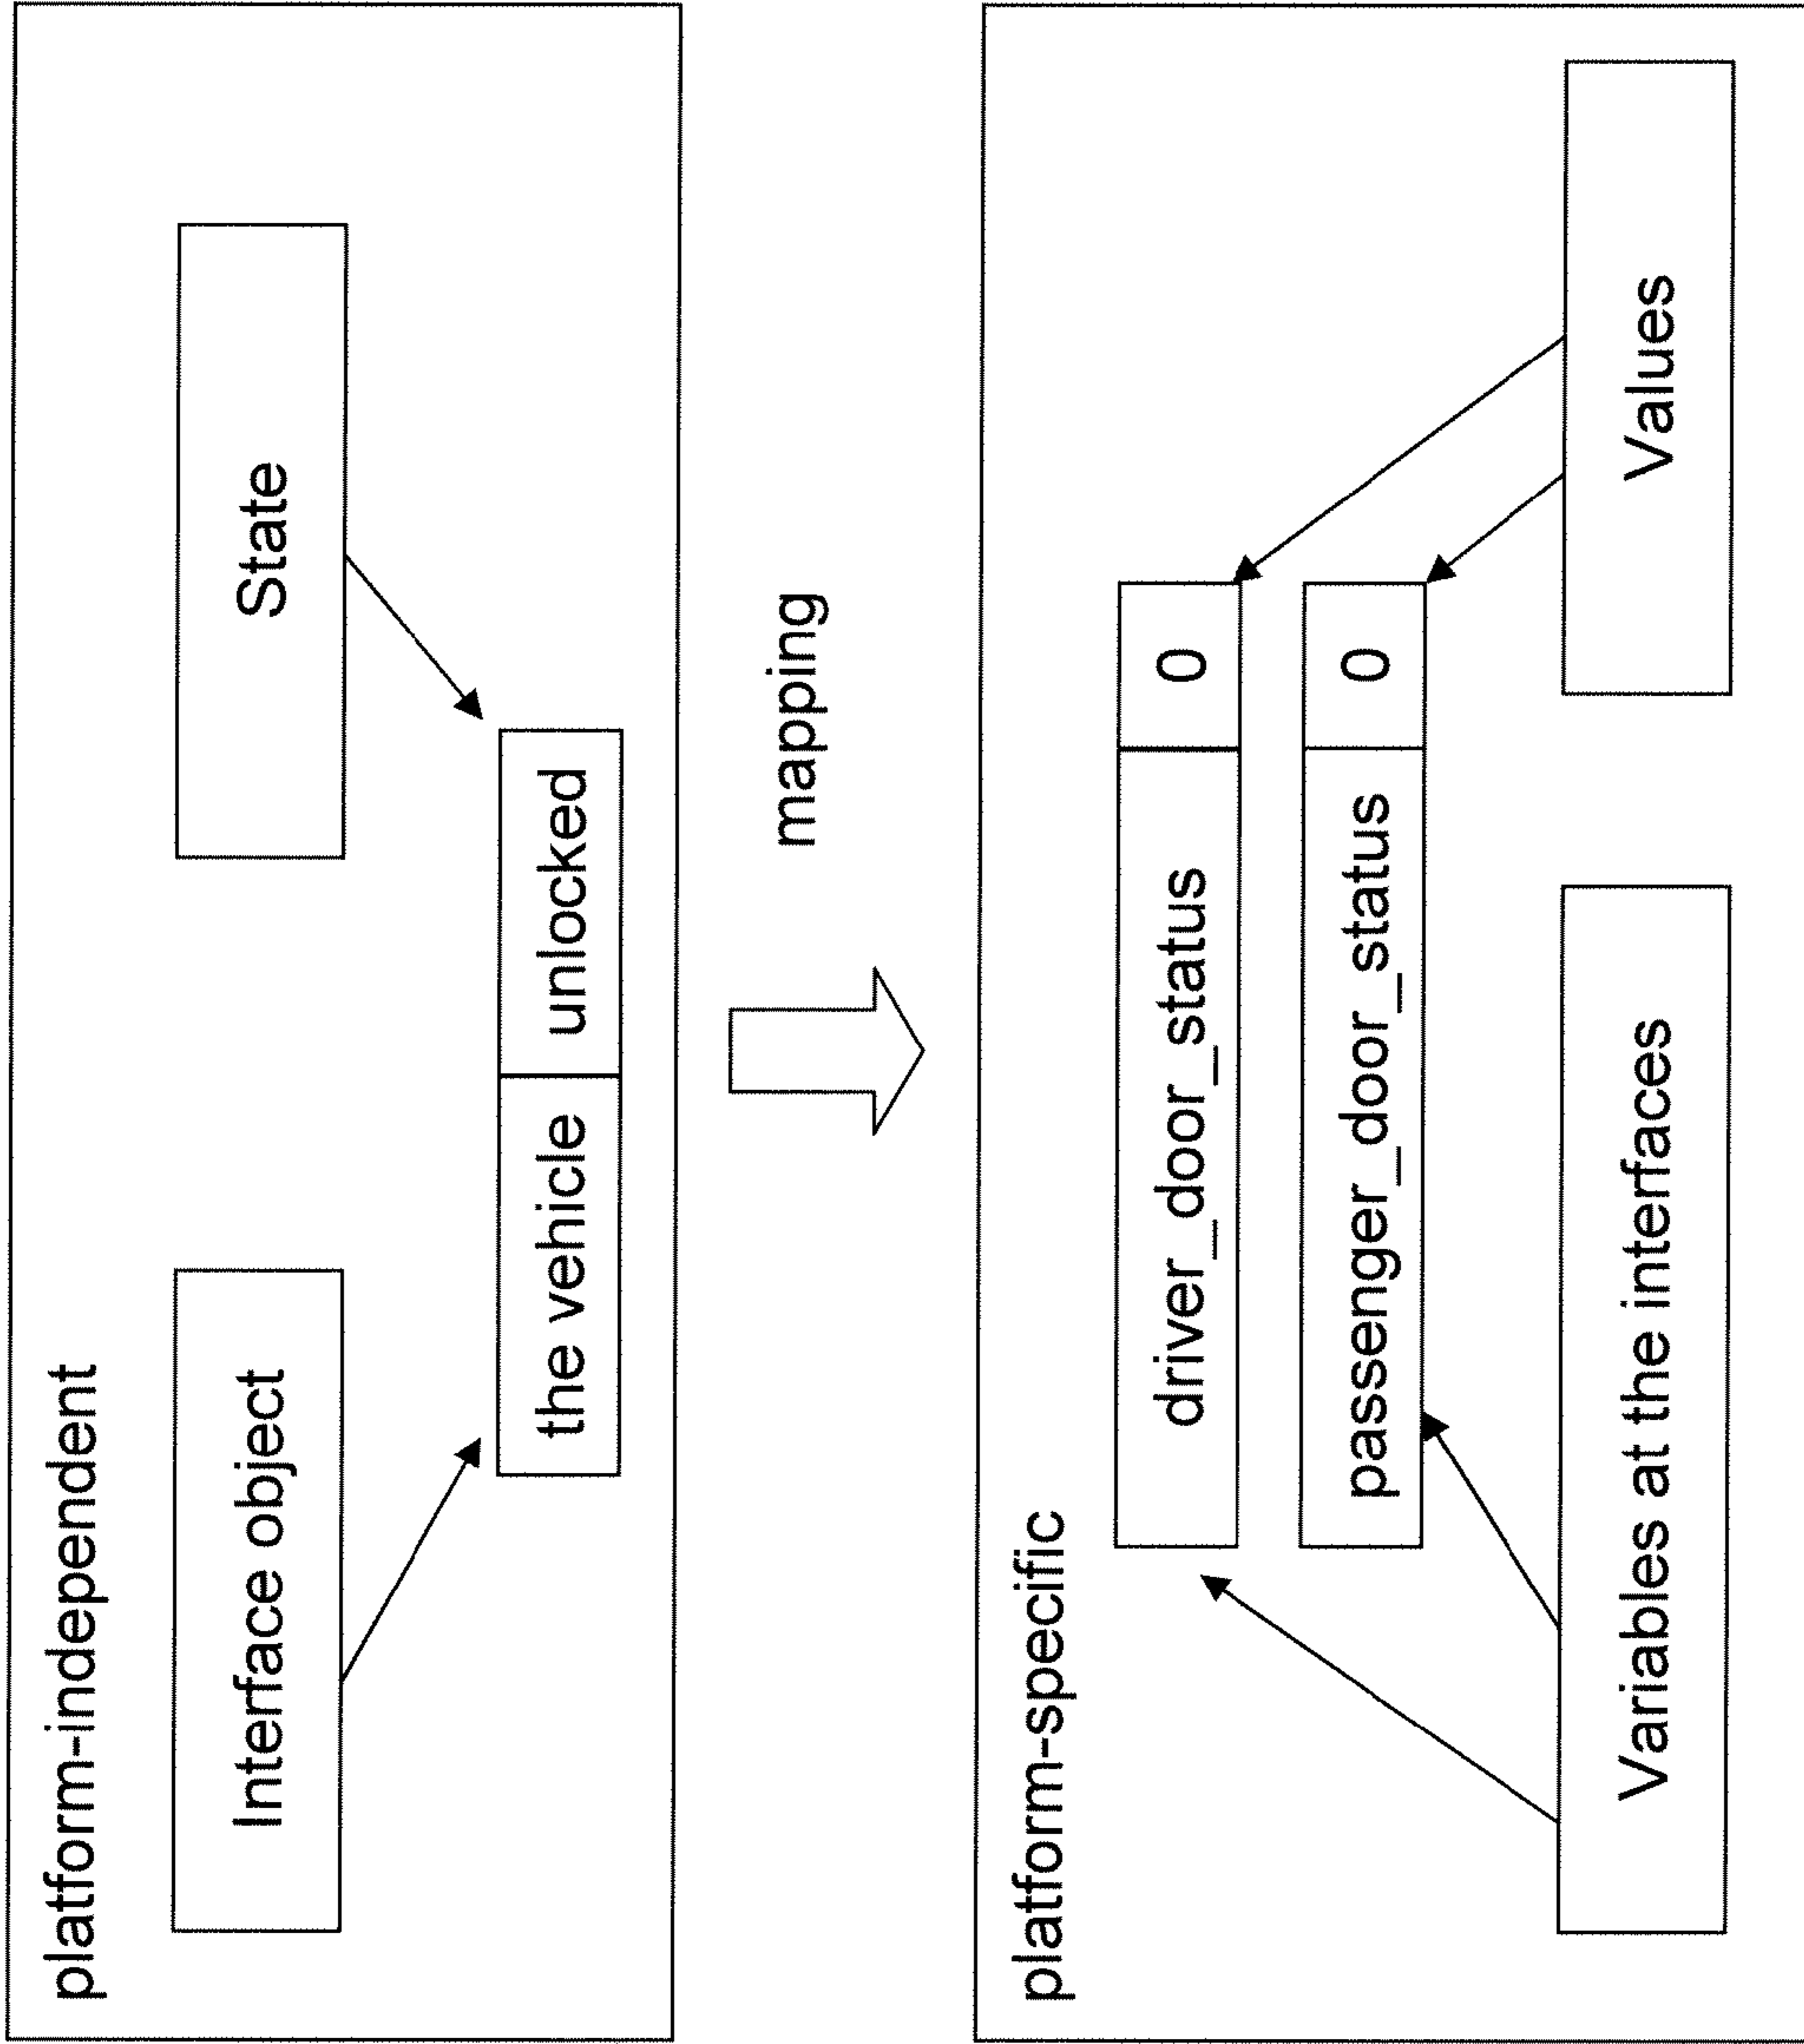 platform-independent
Interface object
State
the vehicle
unlocked
mapping
platform-specific
driver_door_status
0
passenger_door_status
0
Variables at the interfaces
Values